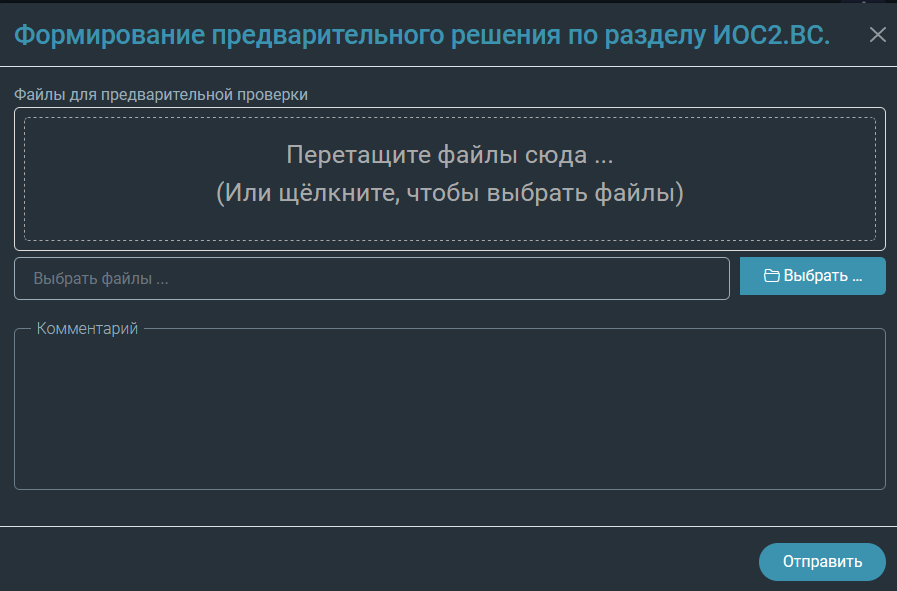 Формирование предварительного решения по разделу ИОС2.ВС.
Файлы для предварительной проверки
Перетащите файлы сюда ...
(Или щёлкните, чтобы выбрать файлы)
Выбрать файлы ...
Выбрать ...
Комментарий
Отправить